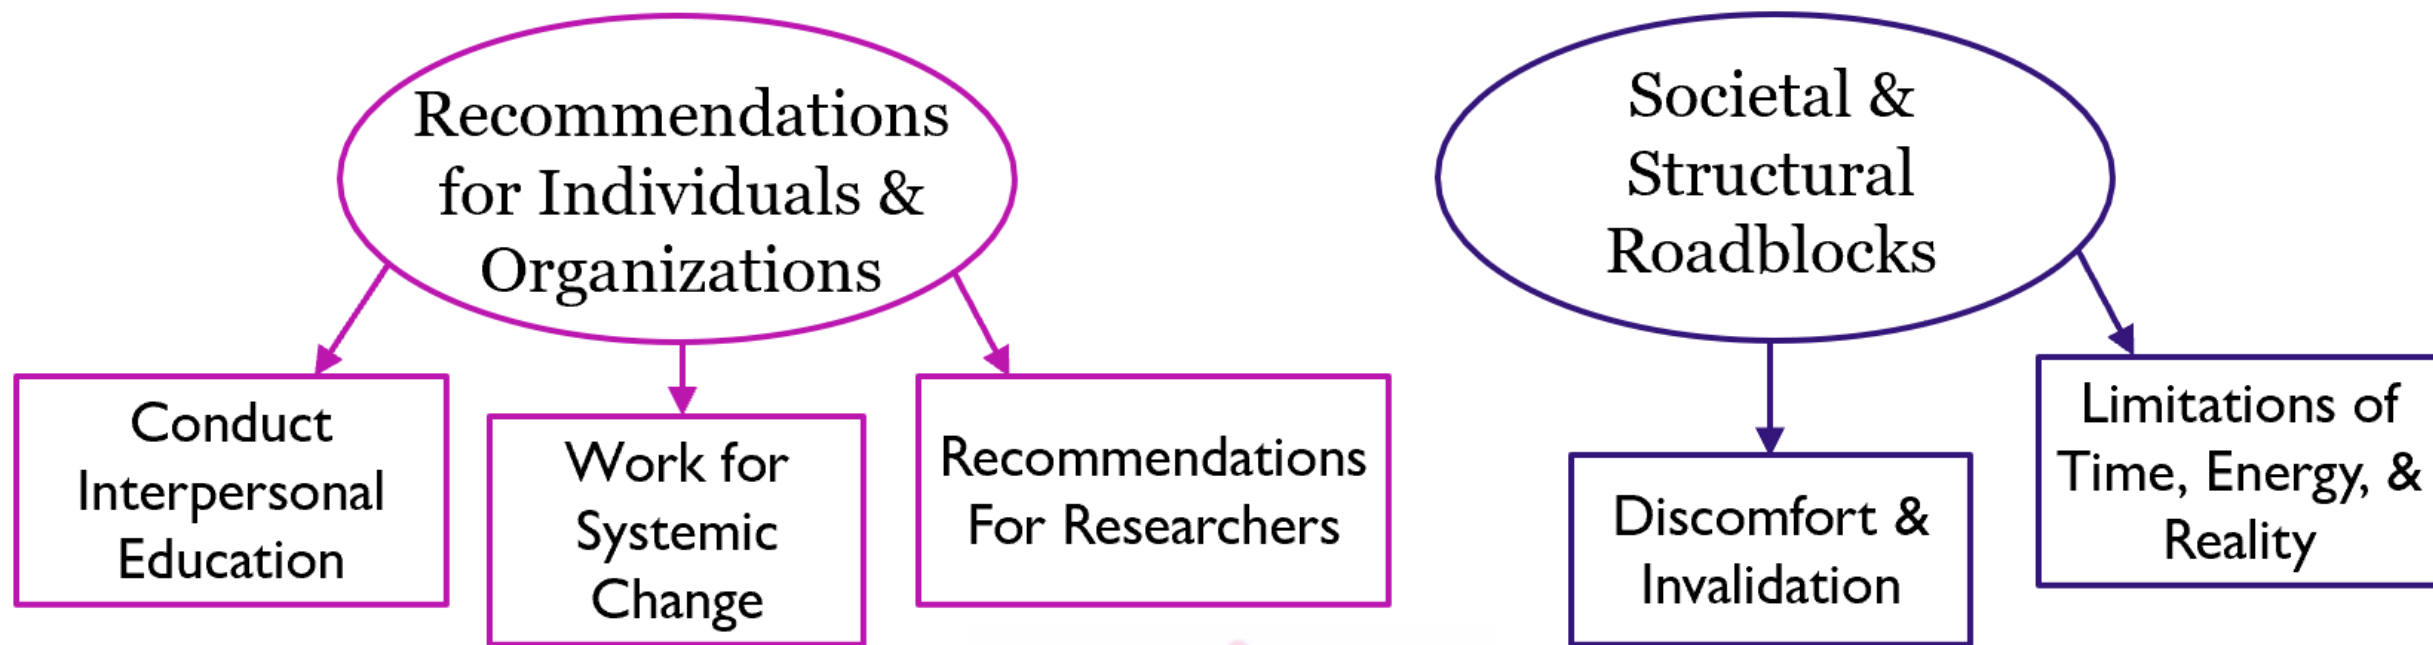 Recommendations
for Individuals &
Organizations
Conduct
Interpersonal
Education
Work for
Systemic
Change
Recommendations
For Researchers
Societal &
Structural
Roadblocks
Discomfort &
Invalidation
Limitations of
Time, Energy, &
Reality